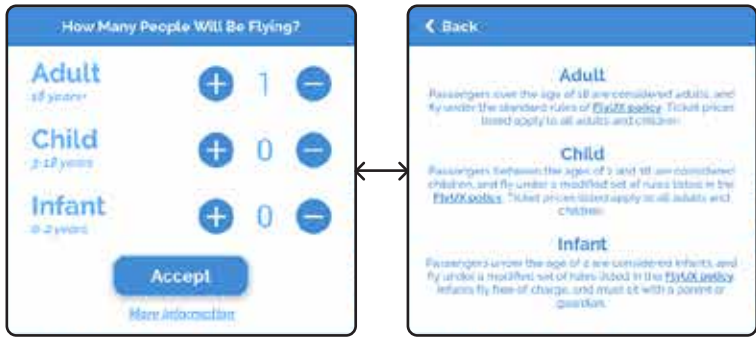 How Many People Will Be Flying?
Adult
18 years+
1
Child
3-18 years
0
Infant
0-2 years
0
Accept
More Information
Back
Adult
Passengers over the age of 18 are considered adults, and
fly under the standard rules of FlyUX policy. Ticket prices
listed apply to all adults and children.
Child
Passengers between the ages of 2 and 18 are considered
children, and fly under a modified set of rules listed in the
FlyUX policy. Ticket prices listed apply to all adults and
children.
Infant
Passengers under the age of 2 are considered infants, and
fly under a modified set of rules listed in the FlyUX policy.
Infants fly free of charge, and must sit with a parent or
guardian.